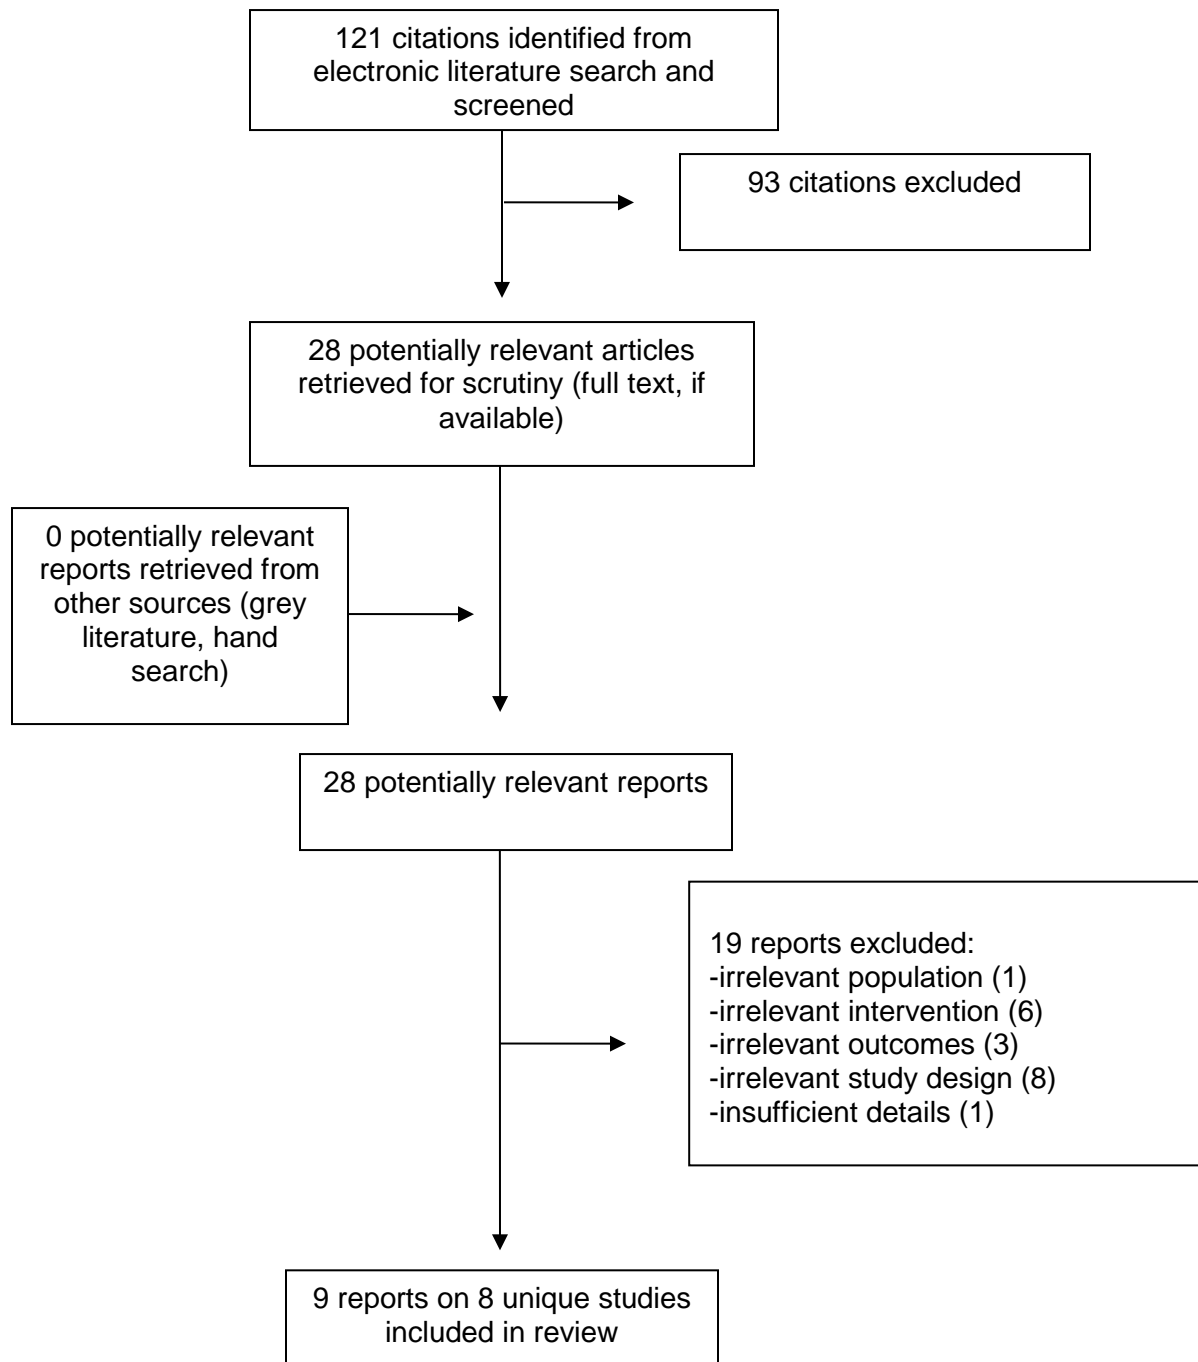 121 citations identified from
electronic literature search and
screened
93 citations excluded
28 potentially relevant articles
retrieved for scrutiny (full text, if
available)
0 potentially relevant
reports retrieved from
other sources (grey
literature, hand
search)
28 potentially relevant reports
19 reports excluded:
-irrelevant population (1)
-irrelevant intervention (6)
-irrelevant outcomes (3)
-irrelevant study design (8)
-insufficient details (1)
9 reports on 8 unique studies
included in review